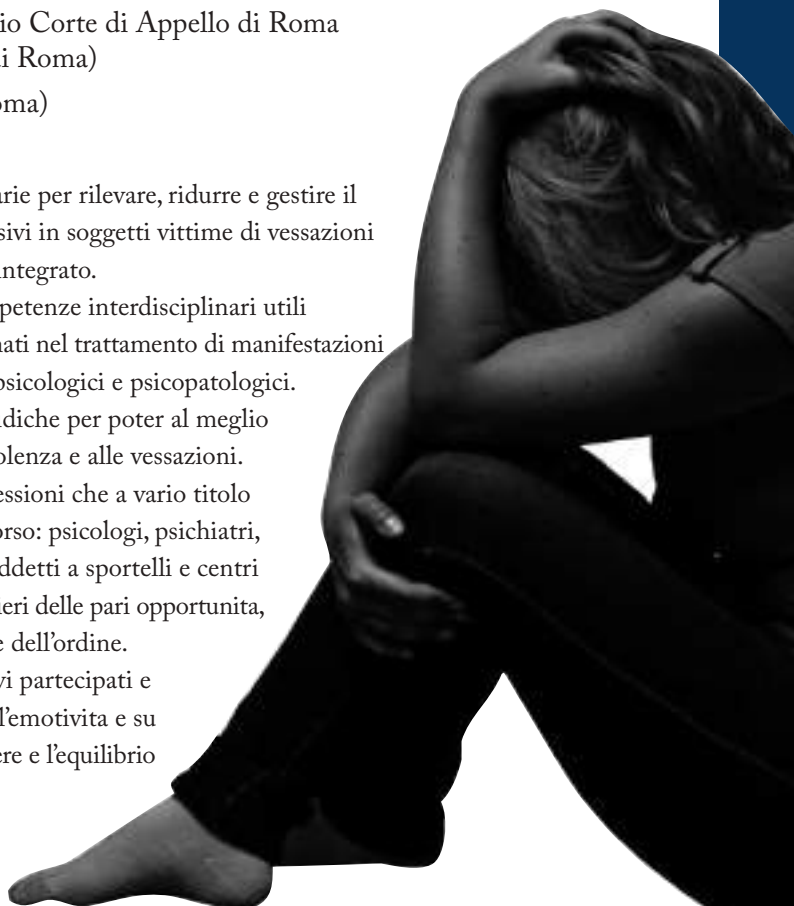 io Corte di Appello di Roma
i Roma)
oma)
arie per rilevare, ridurre e gestire il
sivi in soggetti vittime di vessazioni
integrato.
petenze interdisciplinari utili
nati nel trattamento di manifestazioni
psicologici e psicopatologici.
idiche per poter al meglio
olenza e alle vessazioni.
essioni che a vario titolo
orso: psicologi, psichiatri,
ddetti a sportelli e centri
ieri delle pari opportunita,
e dell’ordine.
vi partecipati e
l’emotivita e su
ere e l’equilibrio